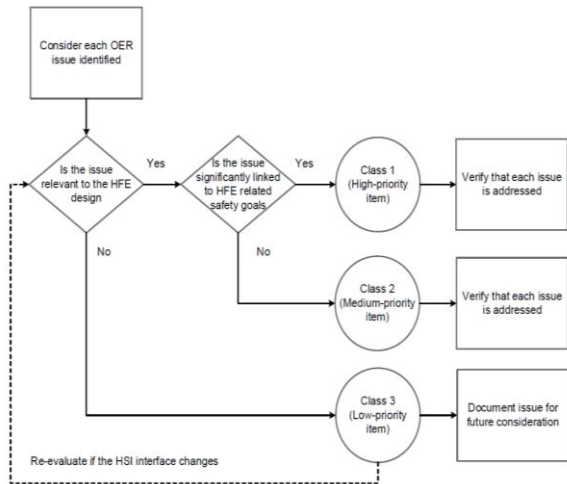 Consider each OER
issue identified
Is the issue
relevant to the HFE
design
Yes
Is the issue
significantly linked
to HFE related
safety goals
Yes
Class 1
(High-priority
item)
Verify that each issue
is addressed
No
No
Class 2
(Medium-priority
item)
Verify that each issue
is addressed
Class 3
(Low-priority
item)
Document issue for
future consideration
Re-evaluate if the HSI interface changes